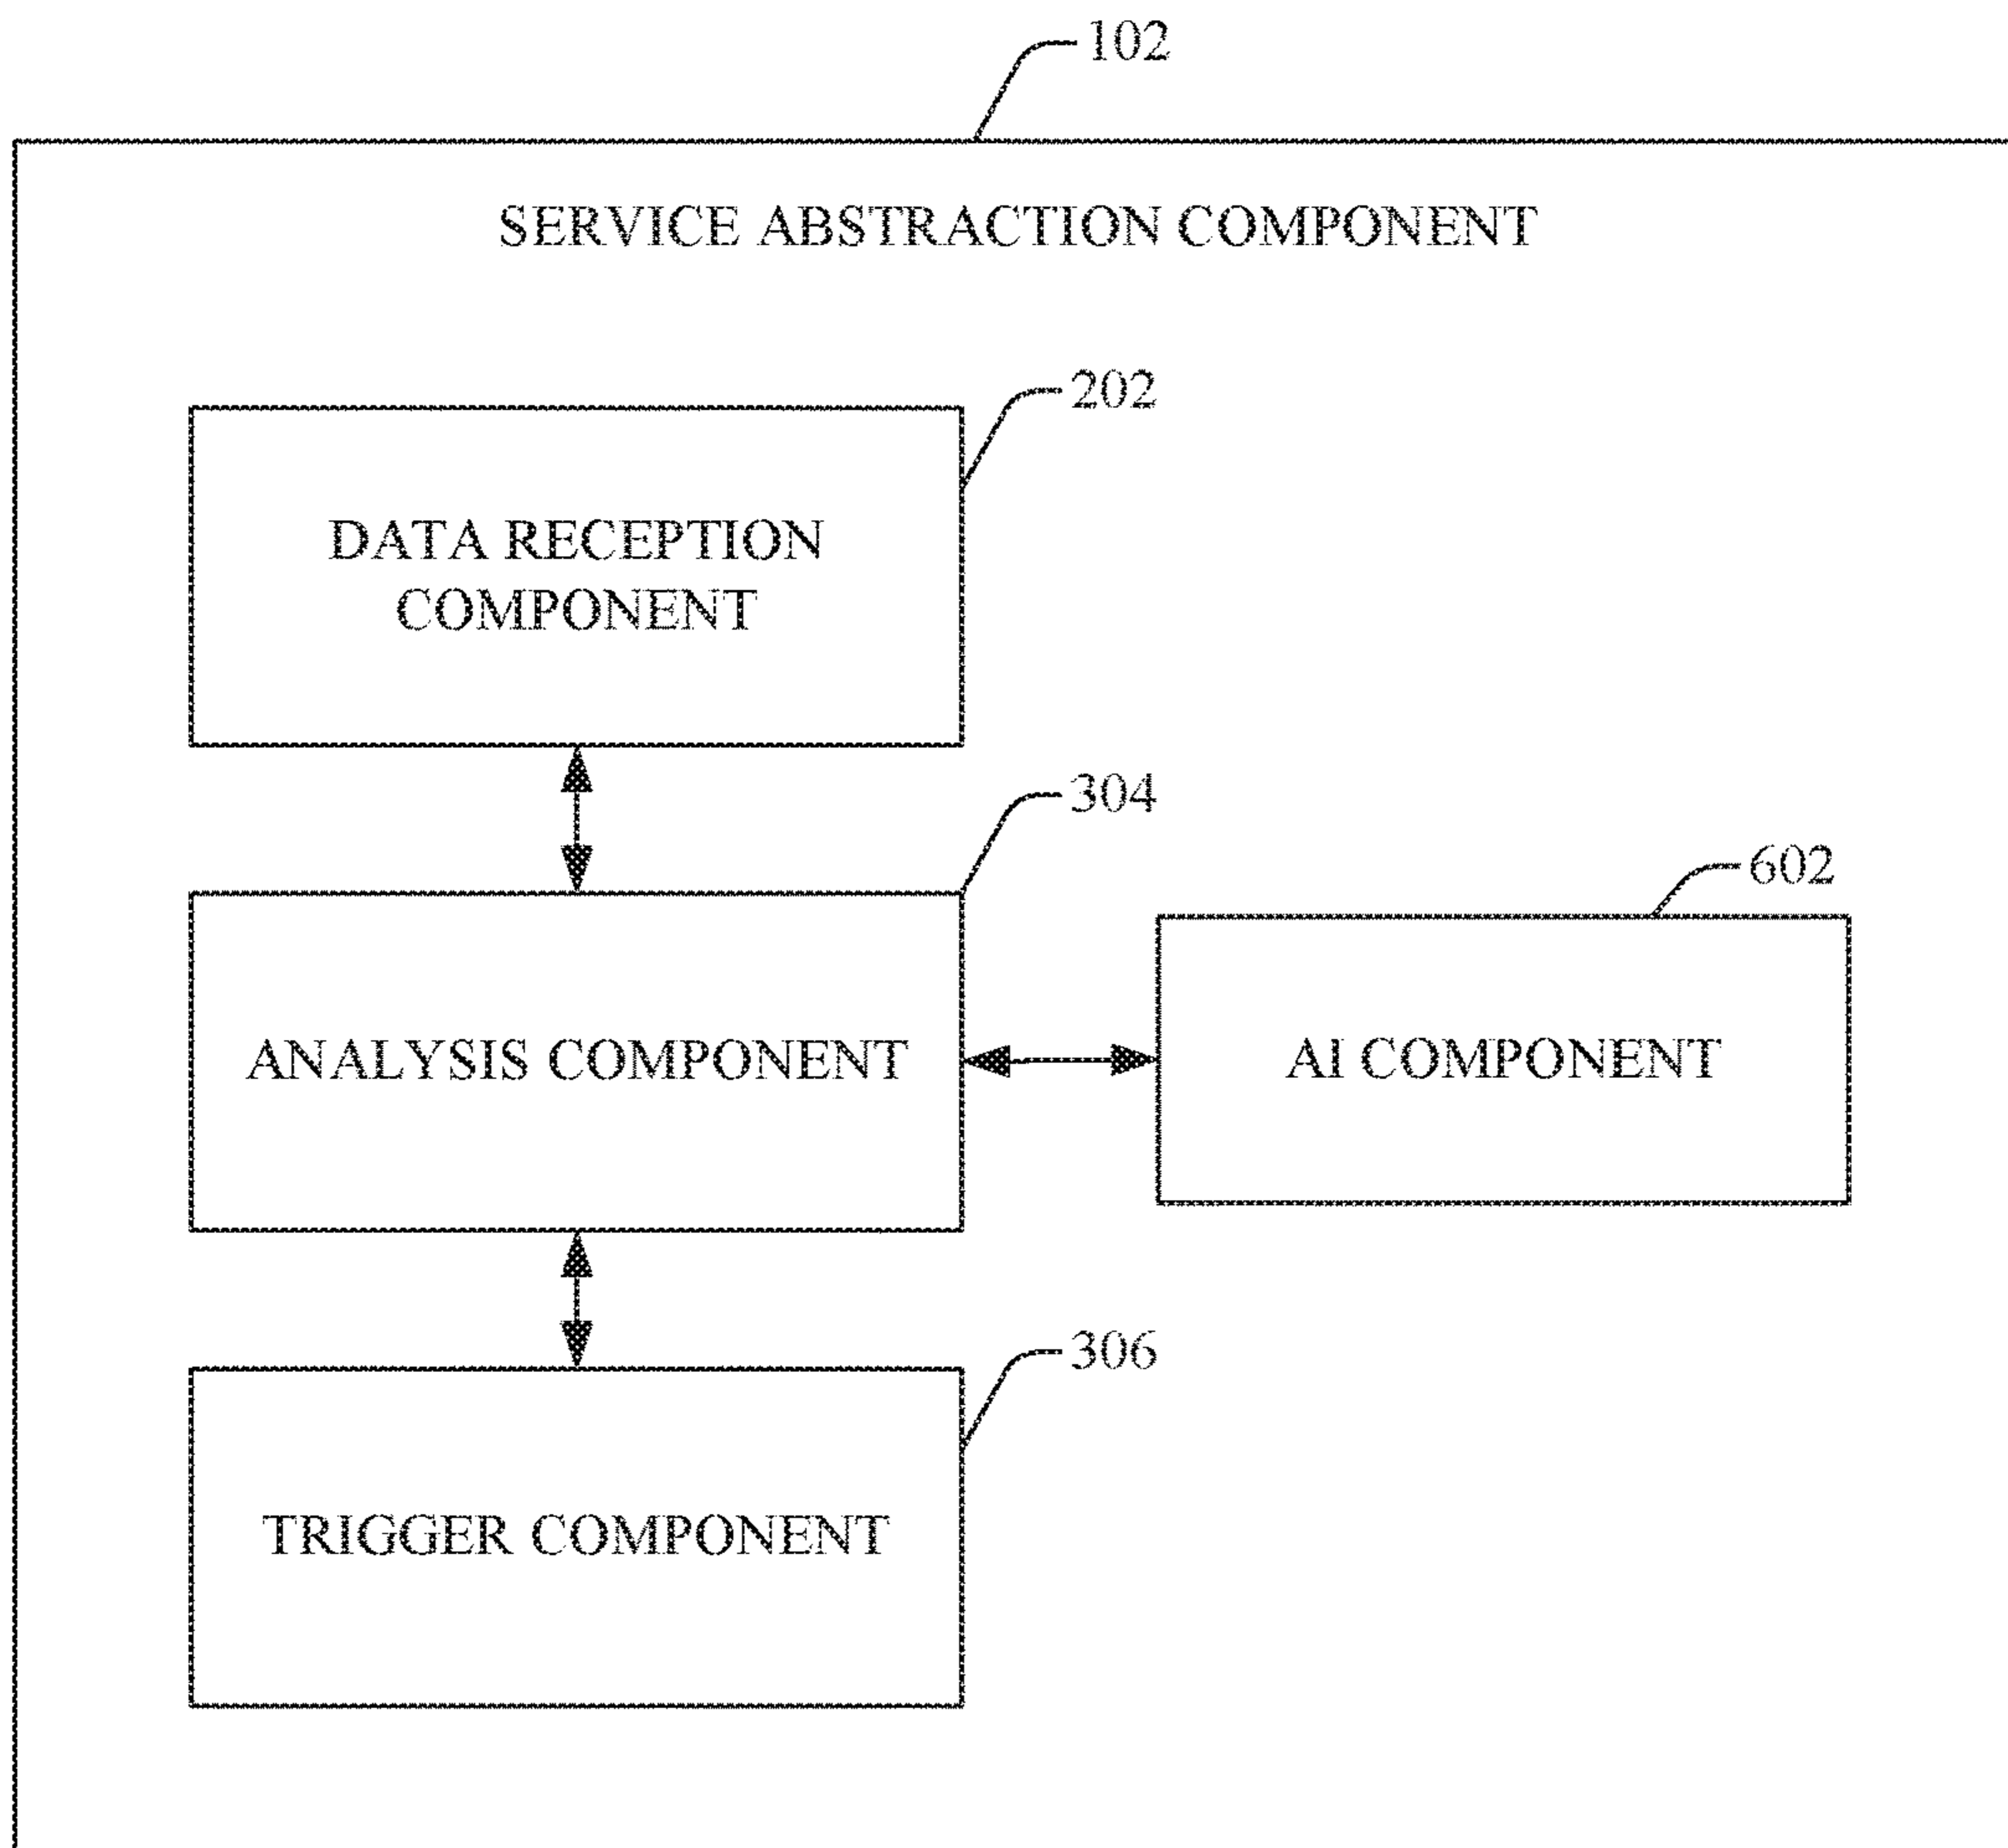 102
SERVICE ABSTRACTION COMPONENT
202
DATA RECEPTION
COMPONENT
304
602
ANALYSIS COMPONENT
AI COMPONENT
306
TRIGGER COMPONENT